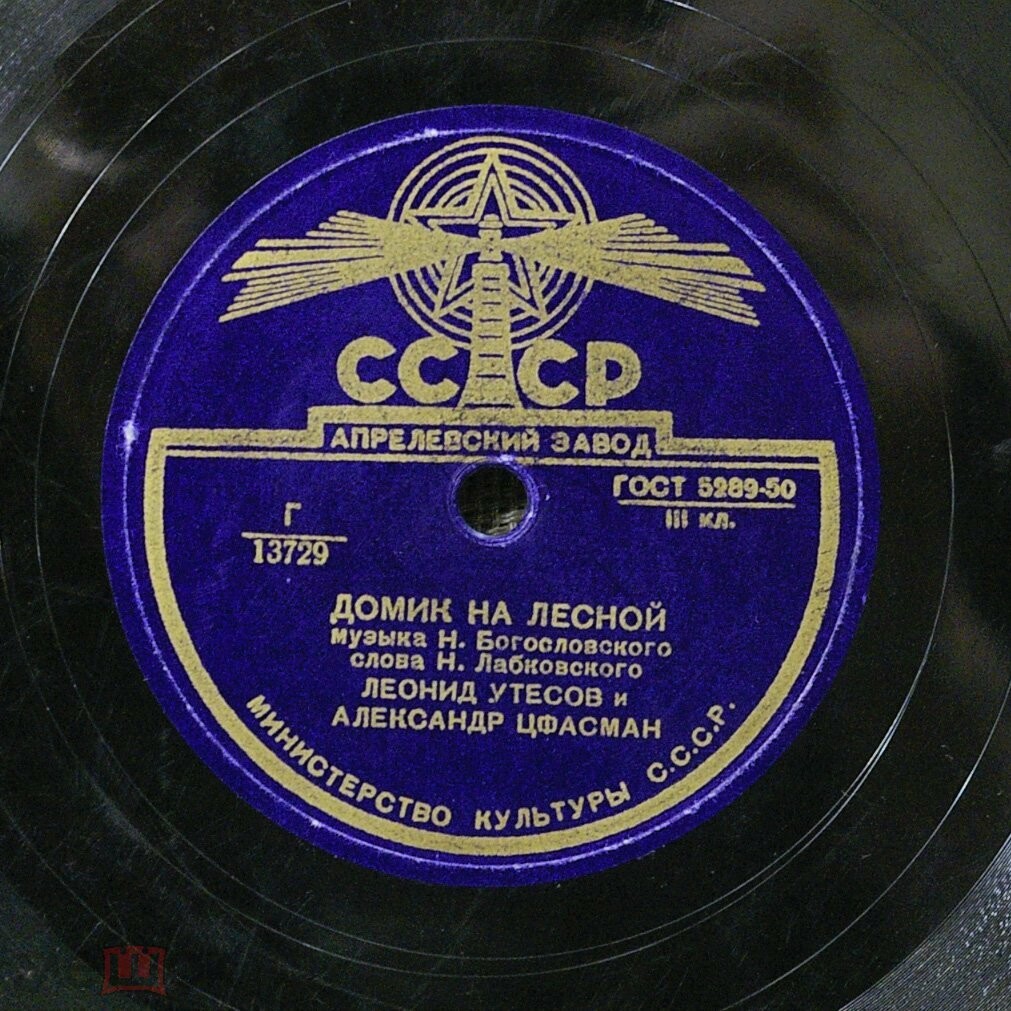 СССР
АПРЕЛЕВСКИЙ ЗАВОД
ГОСТ 5289-50
III кл.
Г
13729
ДОМИК НА ЛЕСНОЙ
музыка Н. Богословского
слова Н. Лабковского
ЛЕОНИД УТЕСОВ и
АЛЕКСАНДР ЦФАСМАН
МИНИСТЕРСТВО КУЛЬТУРЫ С.С.С.Р.